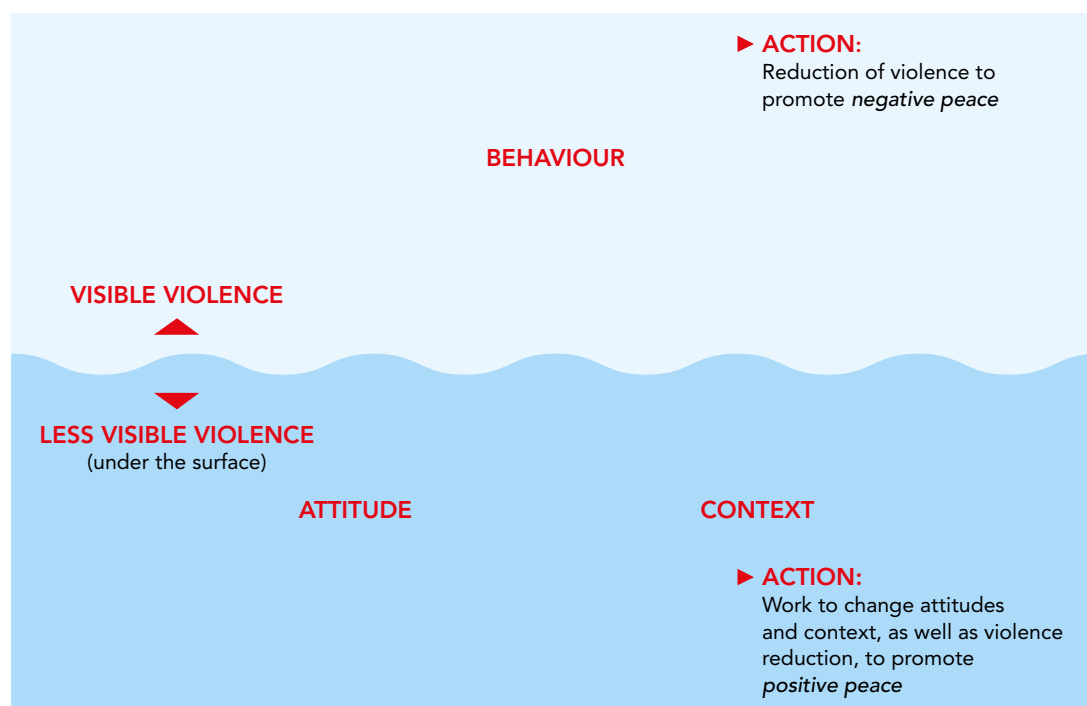 ► ACTION:
Reduction of violence to
promote negative peace
BEHAVIOUR
VISIBLE VIOLENCE
LESS VISIBLE VIOLENCE
(under the surface)
ATTITUDE
CONTEXT
► ACTION:
Work to change attitudes
and context, as well as violence
reduction, to promote
positive peace